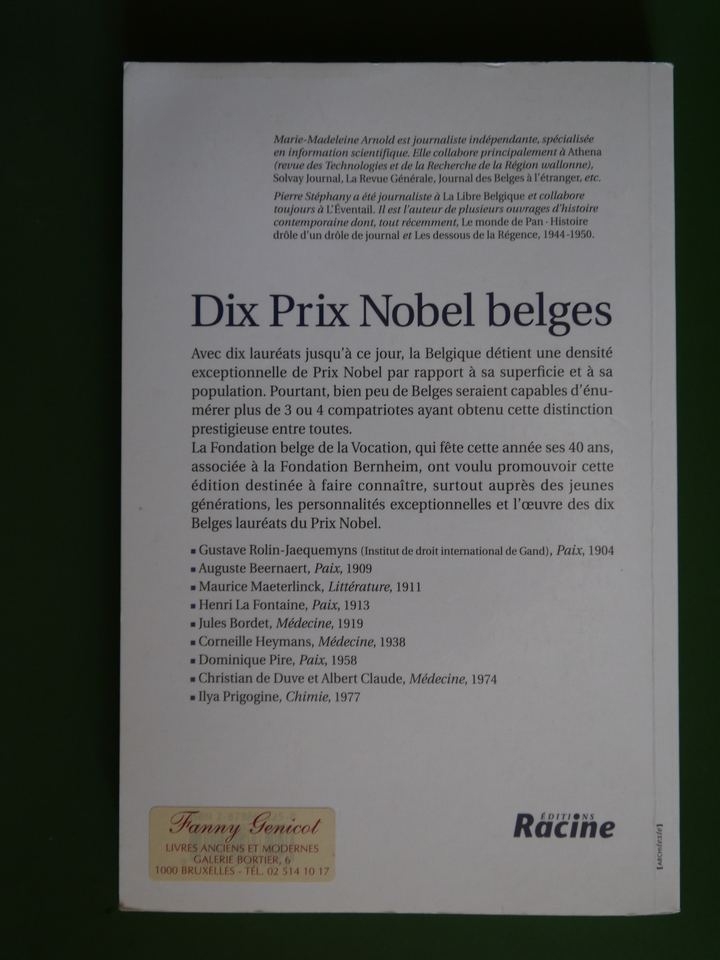 Marie-Madeleine Arnold est journaliste indépendante, spécialisée
en information scientifique. Elle collabore principalement à Athena
(revue des Technologies et de la Recherche de la Région wallonne),
Solvay Journal, La Revue Générale, Journal des Belges à l'étranger, etc.
Pierre Stéphany a été journaliste à La Libre Belgique et collabore
toujours à L'Éventail. Il est l'auteur de plusieurs ouvrages d'histoire
contemporaine dont, tout récemment, Le monde de Pan · Histoire
drôle d'un drôle de journal et Les dessous de la Régence, 1944-1950.
Dix Prix Nobel belges
Avec dix lauréats jusqu'à ce jour, la Belgique détient une densité
exceptionnelle de Prix Nobel par rapport à sa superficie et à sa
population. Pourtant, bien peu de Belges seraient capables d'énu-
mérer plus de 3 ou 4 compatriotes ayant obtenu cette distinction
prestigieuse entre toutes.
La Fondation belge de la Vocation, qui fête cette année ses 40 ans,
associée à la Fondation Bernheim, ont voulu promouvoir cette
édition destinée à faire connaître, surtout auprès des jeunes
générations, les personnalités exceptionnelles et l'œuvre des dix
Belges lauréats du Prix Nobel.
▪ Gustave Rolin-Jaequemyns (Institut de droit international de Gand), Paix, 1904
▪ Auguste Beernaert, Paix, 1909
▪ Maurice Maeterlinck, Littérature, 1911
▪ Henri La Fontaine, Paix, 1913
▪ Jules Bordet, Médecine, 1919
▪ Corneille Heymans, Médecine, 1938
▪ Dominique Pire, Paix, 1958
▪ Christian de Duve et Albert Claude, Médecine, 1974
▪ Ilya Prigogine, Chimie, 1977
Fanny Genicot
LIVRES ANCIENS ET MODERNES
GALERIE BORTIER, 6
1000 BRUXELLES - TÉL. 02 514 10 17
ÉDITIONS
Racine